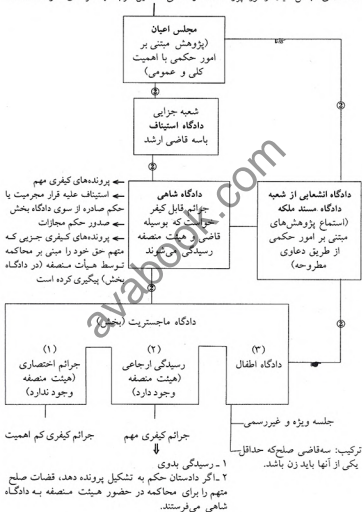 مجلس اعیان
(پژوهش مبتنی بر
امور حکمی با اهمیت
کلی و عمومی)
شعبه جزایی
دادگاه استیناف
باسه قاضی ارشد
پرونده‌های کیفری مهم
استیناف علیه قرار مجرمیت یا
حکم صادره از سوی دادگاه بخش
صدور حکم مجازات
پرونده‌های کیفری جزیی که
متهم حق خود را مبنی بر محاکمه
توسط هیأت منصفه (در دادگاه
بخش) پیگیری کرده است
دادگاه شاهی
جرائم قابل کیفر
خواست که بوسیله
قاضی و هیئت منصفه
رسیدگی می‌شوند
دادگاه انشعابی از شعبه
دادگاه مسند ملکه
(استماع پژوهش‌های
مبتنی بر امور حکمی
از طریق دعاوی
مطروحه)
دادگاه ماجستریت (بخش)
(۱)
جرائم اختصاری
(هیئت منصفه
وجود ندارد)
(۲)
رسیدگی ارجاعی
(هیئت منصفه
وجود دارد)
(۳)
دادگاه اطفال
جرائم کیفری کم اهمیت
جرائم کیفری مهم
جلسه ویژه و غیررسمی
ترکیب: سه‌قاضی صلح‌که حداقل
یکی از آنها باید زن باشد.
۱ ـ رسیدگی بدوی
۲ ـ اگر دادستان حکم به تشکیل پرونده دهد، قضات صلح
متهم را برای محاکمه در حضور هیئت منصفه به دادگاه
شاهی می‌فرستند.
avabook.com